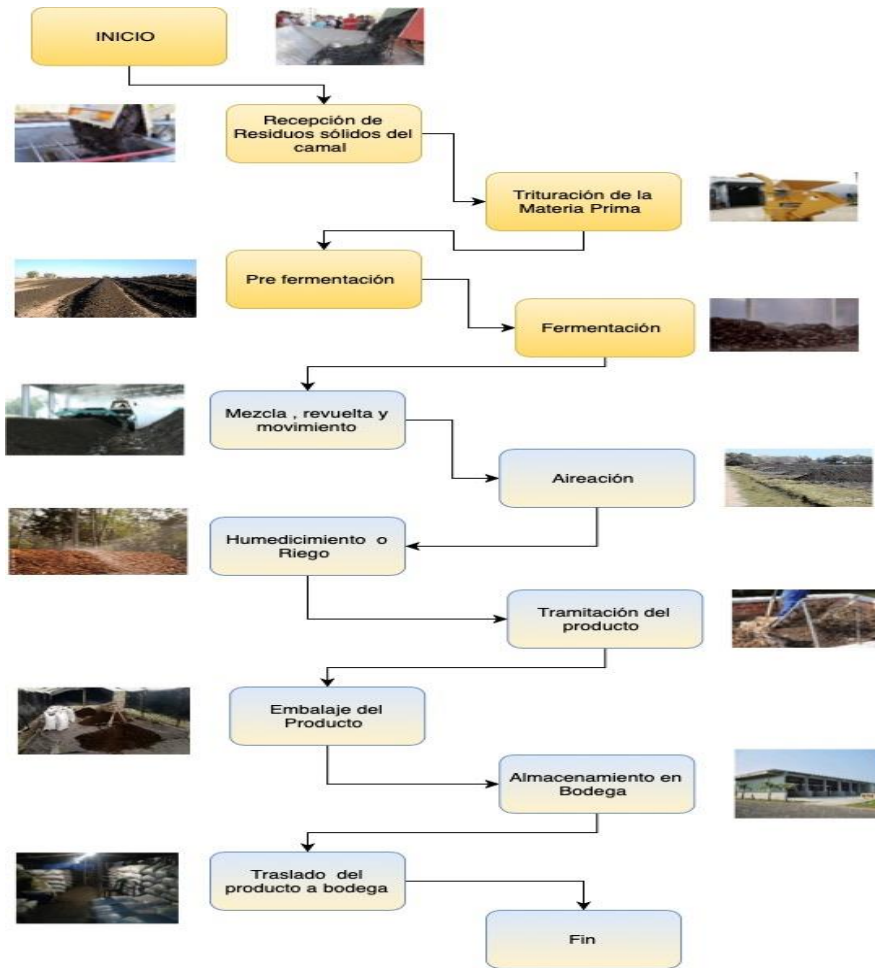 INICIO
Recepción de
Residuos sólidos del
camal
Trituración de la
Materia Prima
Pre fermentación
Fermentación
Mezcla , revuelta y
movimiento
Aireación
Humedicimiento o
Riego
Tramitación del
producto
Embalaje del
Producto
Almacenamiento en
Bodega
Traslado del
producto a bodega
Fin